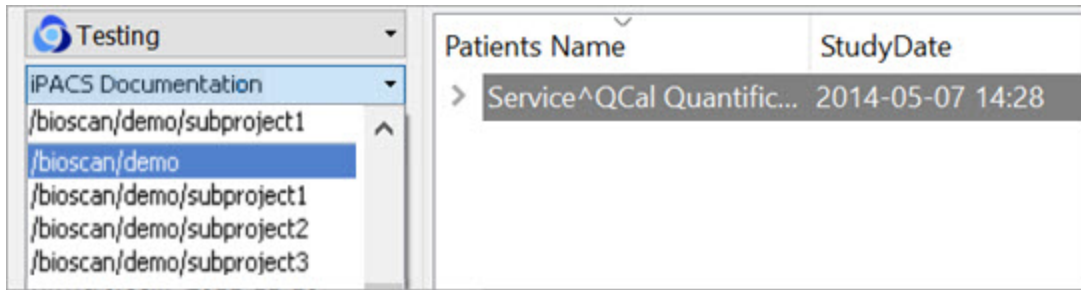 Testing
iPACS Documentation
/bioscan/demo/subproject1
/bioscan/demo
/bioscan/demo/subproject1
/bioscan/demo/subproject2
/bioscan/demo/subproject3
Patients Name StudyDate
Service^QCal Quantific... 2014-05-07 14:28